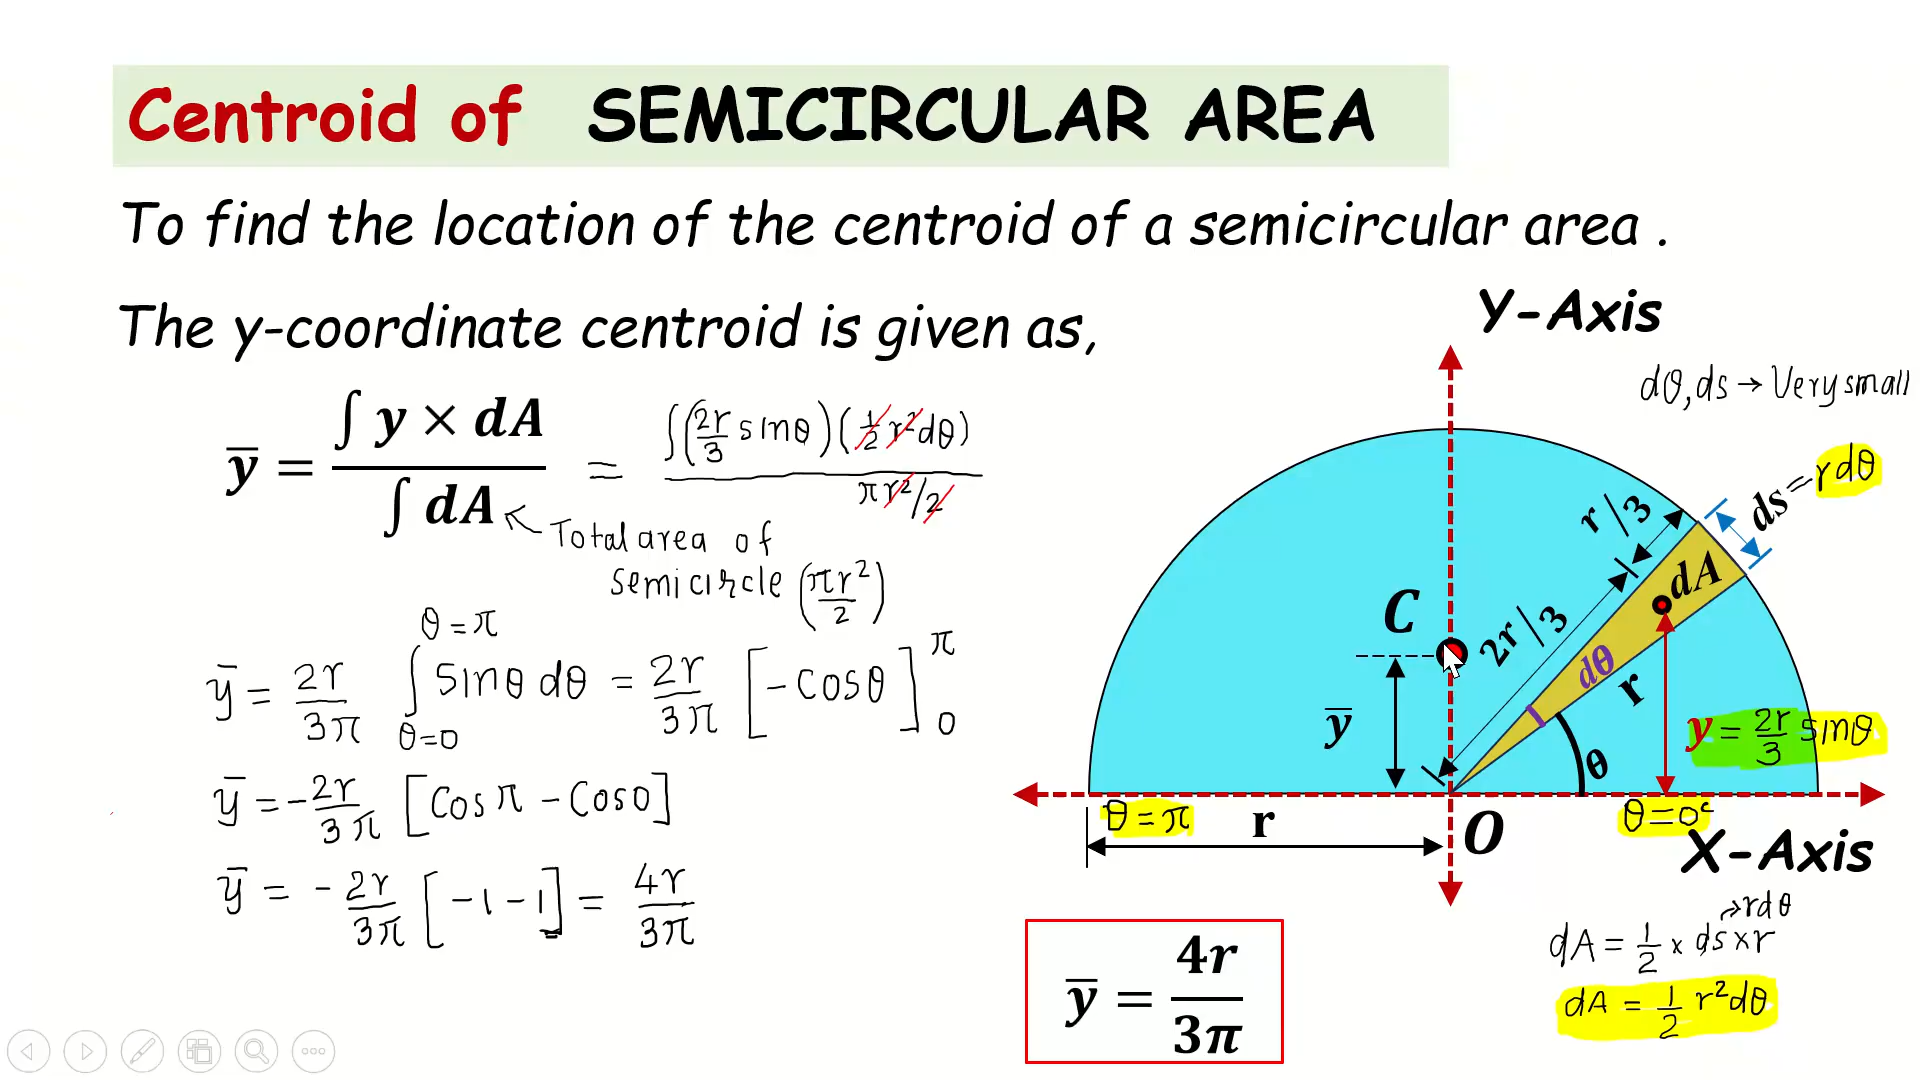 Centroid of SEMICIRCULAR AREA
To find the location of the centroid of a semicircular area .
The y-coordinate centroid is given as,
y̅ = ∫ y × dA / ∫ dA = ∫(2r/3 sinθ)(1/2 r²dθ) / πr²/2
Total area of
semicircle (πr²/2)
y̅ = 2r/3π ∫_{θ=0}^{θ=π} sinθ dθ = 2r/3π [-cosθ]_0^π
y̅ = -2r/3π [cosπ - cos0]
y̅ = -2r/3π [-1-1] = 4r/3π
Y-Axis
dθ,ds → Very small
ds = rdθ
r/3
dA
C
2r/3
dθ
r
y̅
y = 2r/3 sinθ
θ
θ = π
r
O
θ=0ᶜ
X-Axis
→rdθ
dA = 1/2 × ds×r
dA = 1/2 r²dθ
y̅ = 4r/3π